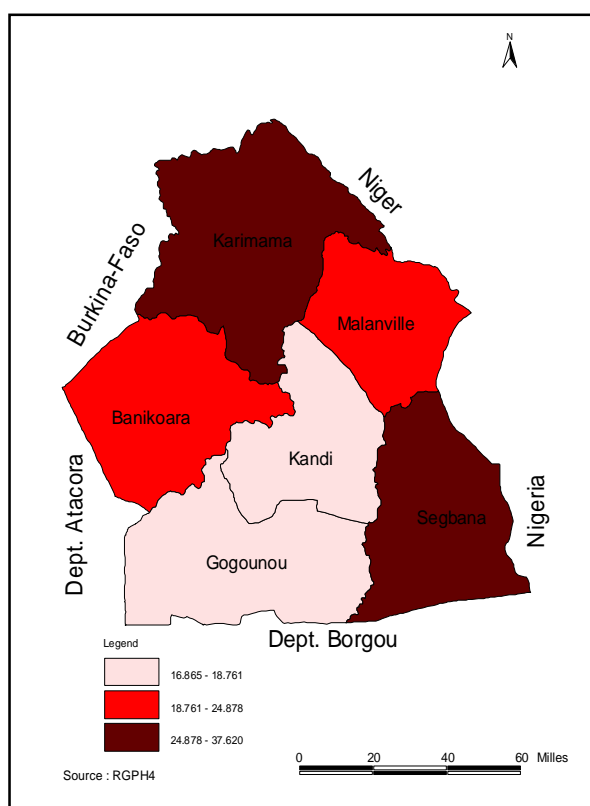 N
Niger
Karimama
Burkina-Faso
Malanville
Banikoara
Kandi
Segbana
Nigeria
Dept. Atacora
Gogounou
Dept. Borgou
Legend
16.865 - 18.761
18.761 - 24.878
24.878 - 37.620
0 20 40 60 Milles
Source : RGPH4